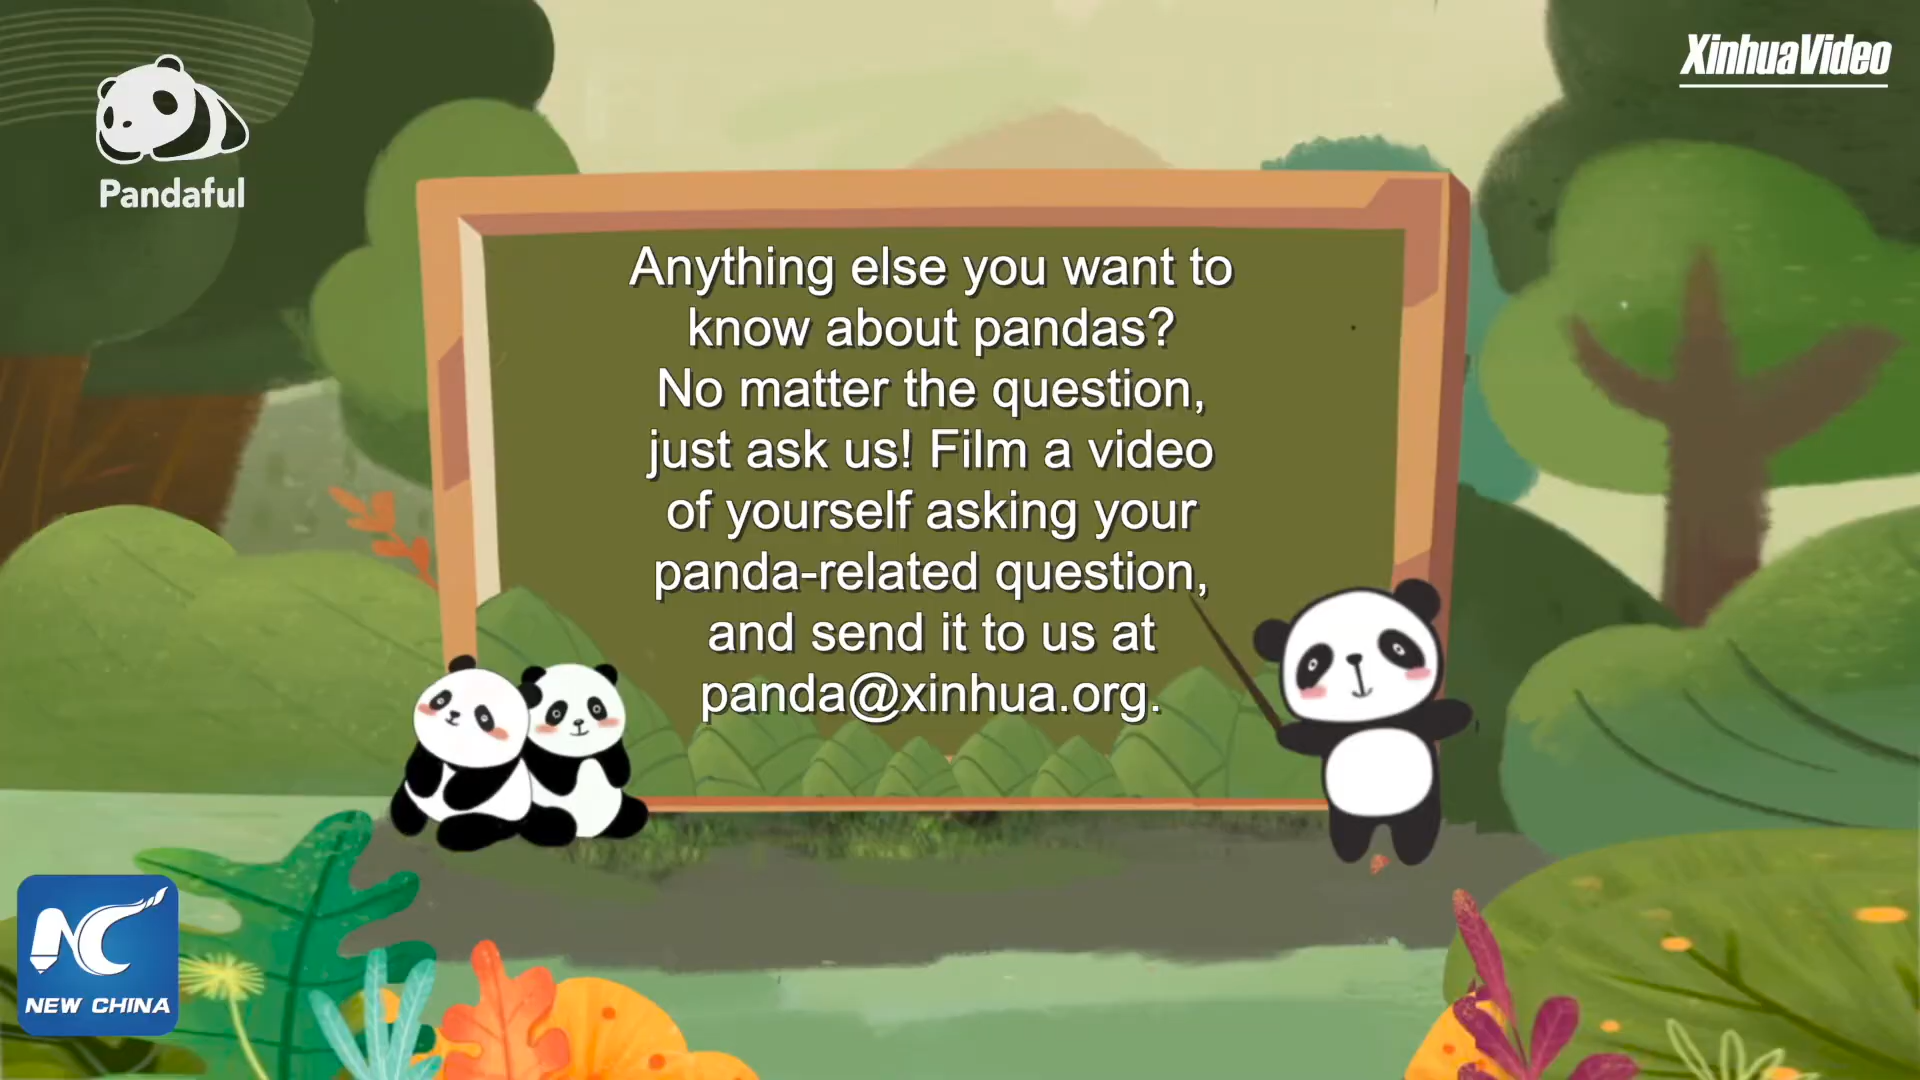 Pandaful
XinhuaVideo
Anything else you want to
know about pandas?
No matter the question,
just ask us! Film a video
of yourself asking your
panda-related question,
and send it to us at
panda@xinhua.org.
NC
NEW CHINA